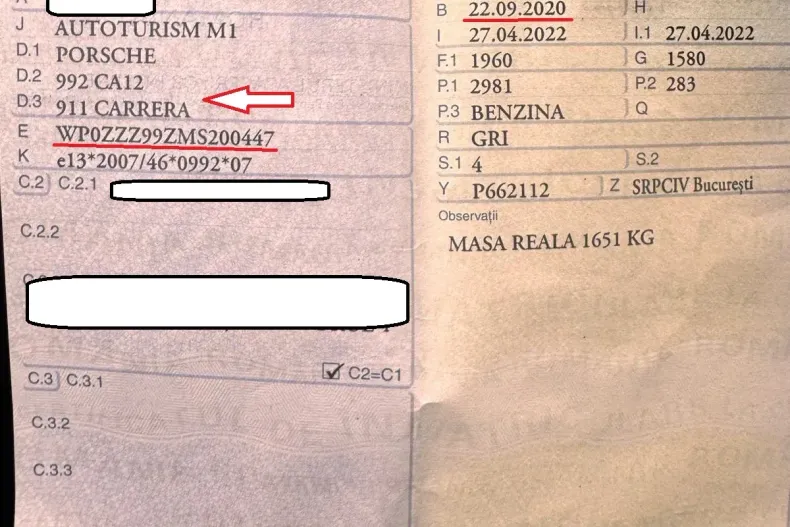 J AUTOTURISM M1
D.1 PORSCHE
D.2 992 CA12
D.3 911 CARRERA
E WP0ZZZ99ZMS200447
K e13*2007/46*0992*07
C.2 C.2.1
C.2.2
C.3 C.3.1
C2=C1
C.3.2
C.3.3
B 22.09.2020 H
I 27.04.2022 I.1 27.04.2022
F.1 1960 G 1580
P.1 2981 P.2 283
P.3 BENZINA Q
R GRI
S.1 4 S.2
Y P662112 Z SRPCIV București
Observații
MASA REALA 1651 KG